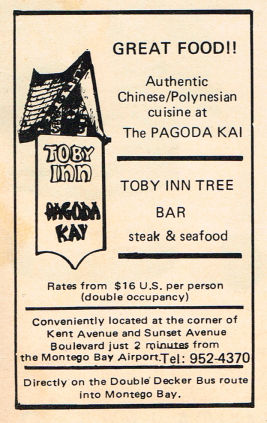 GREAT FOOD!!
Authentic
Chinese/Polynesian
cuisine at
The PAGODA KAI
TOBY
INN
PAGODA
KAI
TOBY INN TREE
BAR
steak & seafood
Rates from $16 U.S. per person
(double occupancy)
Conveniently located at the corner of
Kent Avenue and Sunset Avenue
Boulevard just 2 minutes from
the Montego Bay Airport.Tel: 952-4370
Directly on the Double Decker Bus route
into Montego Bay.